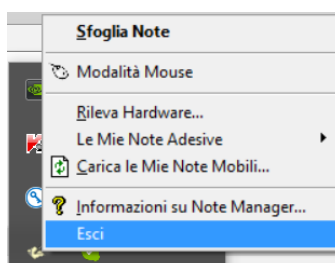 Sfoglia Note
Modalità Mouse
Rileva Hardware...
Le Mie Note Adesive
Carica le Mie Note Mobili...
Informazioni su Note Manager...
Esci